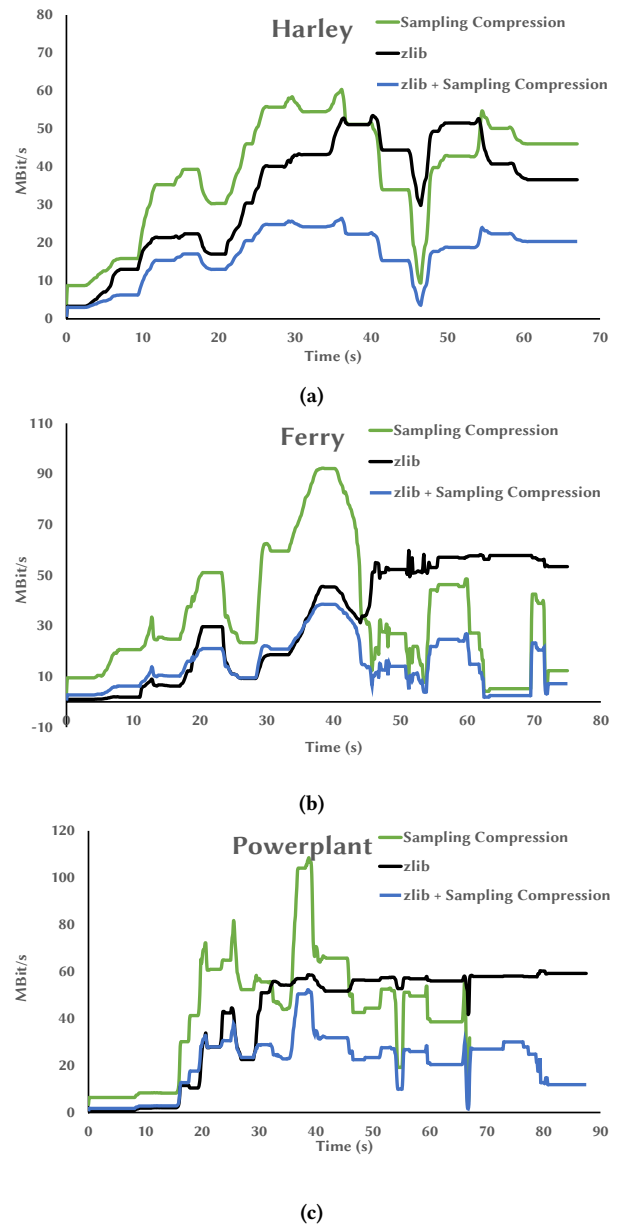 Harley
Sampling Compression
zlib
zlib + Sampling Compression
MBit/s
80
70
60
50
40
30
20
10
0
0 10 20 30 40 50 60 70
Time (s)
(a)
Ferry
Sampling Compression
zlib
zlib + Sampling Compression
MBit/s
110
90
70
50
30
10
-10
0 10 20 30 40 50 60 70 80
Time (s)
(b)
Powerplant
Sampling Compression
zlib
zlib + Sampling Compression
MBit/s
120
100
80
60
40
20
0
0 10 20 30 40 50 60 70 80 90
Time (s)
(c)